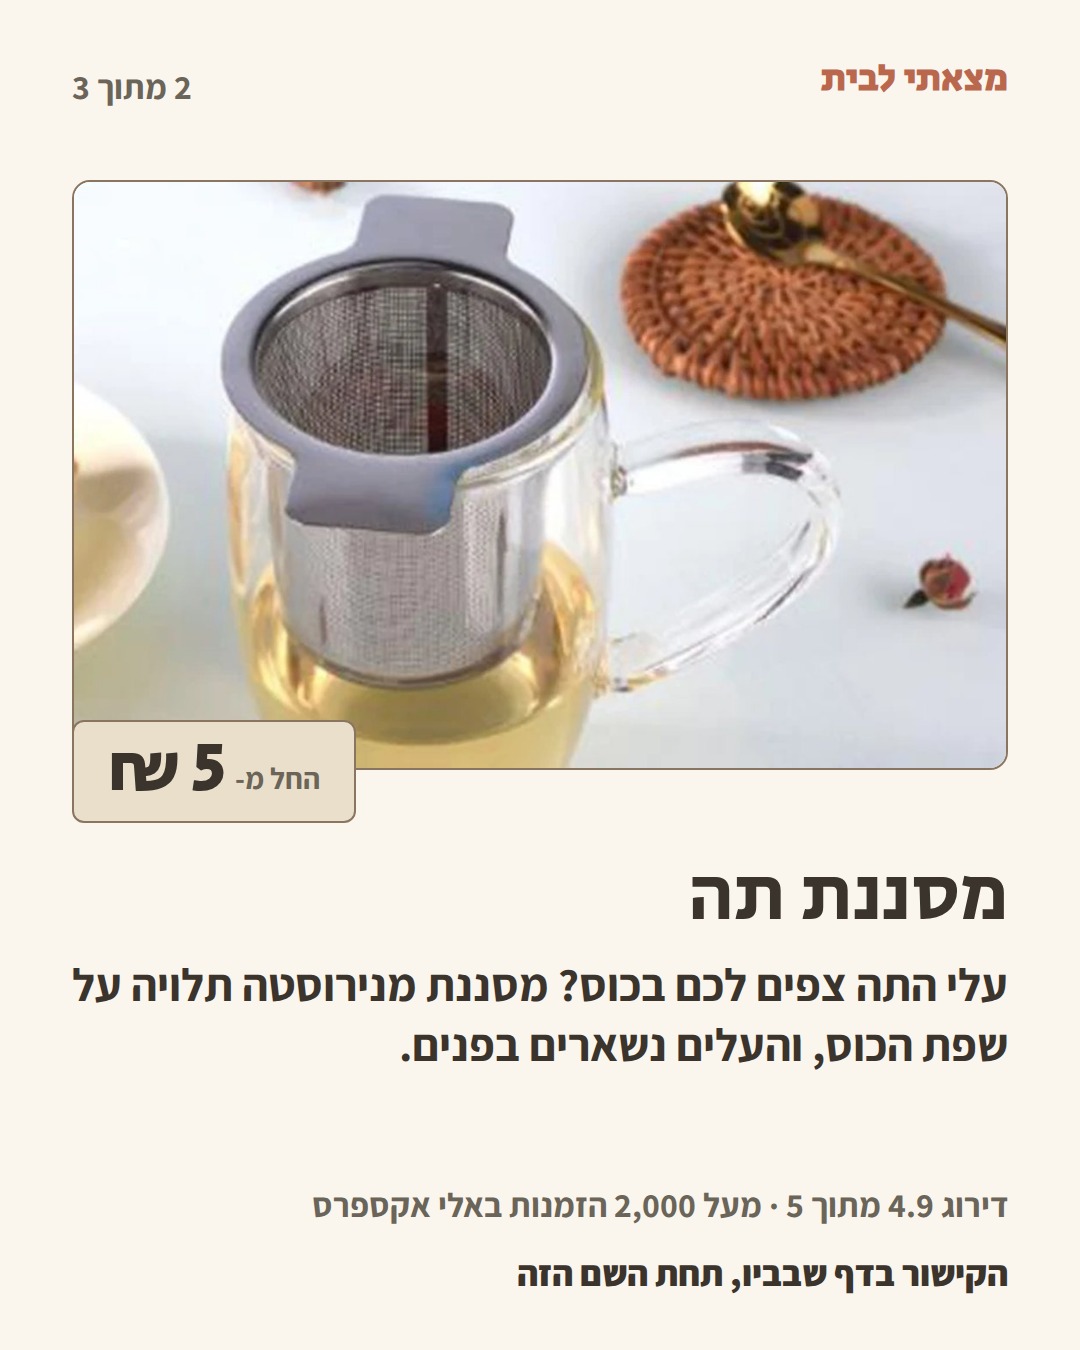 מצאתי לבית
2 מתוך 3
החל מ- 5 ₪
מסננת תה
עלי התה צפים לכם בכוס? מסננת מנירוסטה תלויה על
שפת הכוס, והעלים נשארים בפנים.
דירוג 4.9 מתוך 5 · מעל 2,000 הזמנות באלי אקספרס
הקישור בדף שבביו, תחת השם הזה